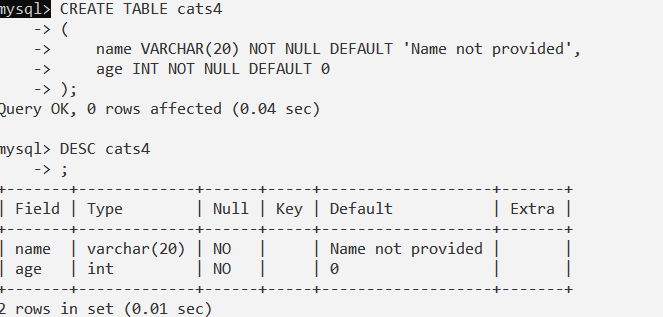 mysql> CREATE TABLE cats4
    -> (
    ->     name VARCHAR(20) NOT NULL DEFAULT 'Name not provided',
    ->     age INT NOT NULL DEFAULT 0
    -> );
Query OK, 0 rows affected (0.04 sec)

mysql> DESC cats4
    -> ;
+-------+-------------+------+-----+-------------------+-------+
| Field | Type        | Null | Key | Default           | Extra |
+-------+-------------+------+-----+-------------------+-------+
| name  | varchar(20) | NO   |     | Name not provided |       |
| age   | int         | NO   |     | 0                 |       |
+-------+-------------+------+-----+-------------------+-------+
2 rows in set (0.01 sec)